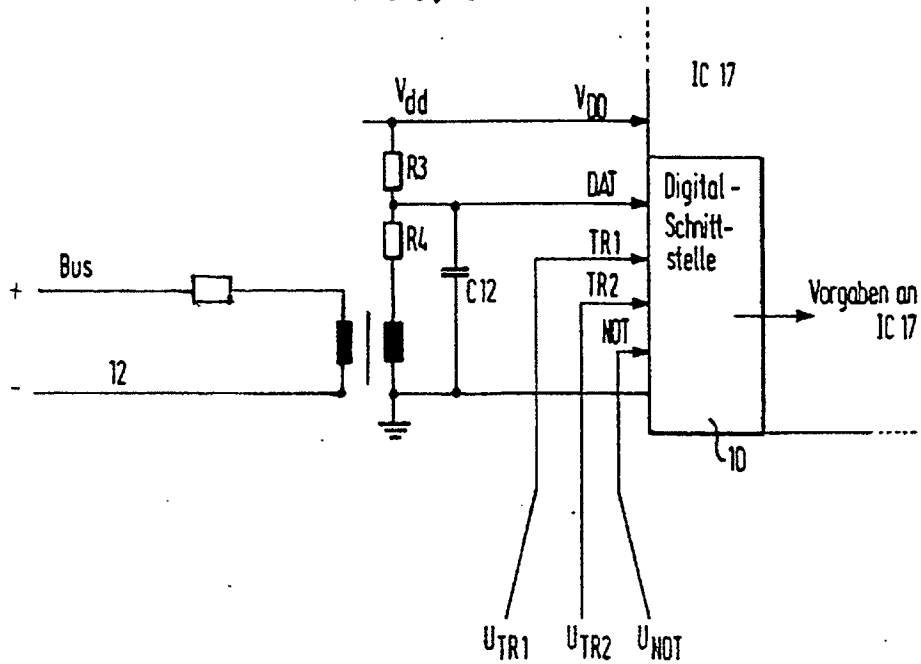 IC 17
Vdd
VDD
R3
DAT
Digital-
Schnitt-
stelle
R4
TR1
Bus
C12
TR2
+
Vorgaben an
IC 17
NOT
12
-
10
UTR1
UTR2
UNOT